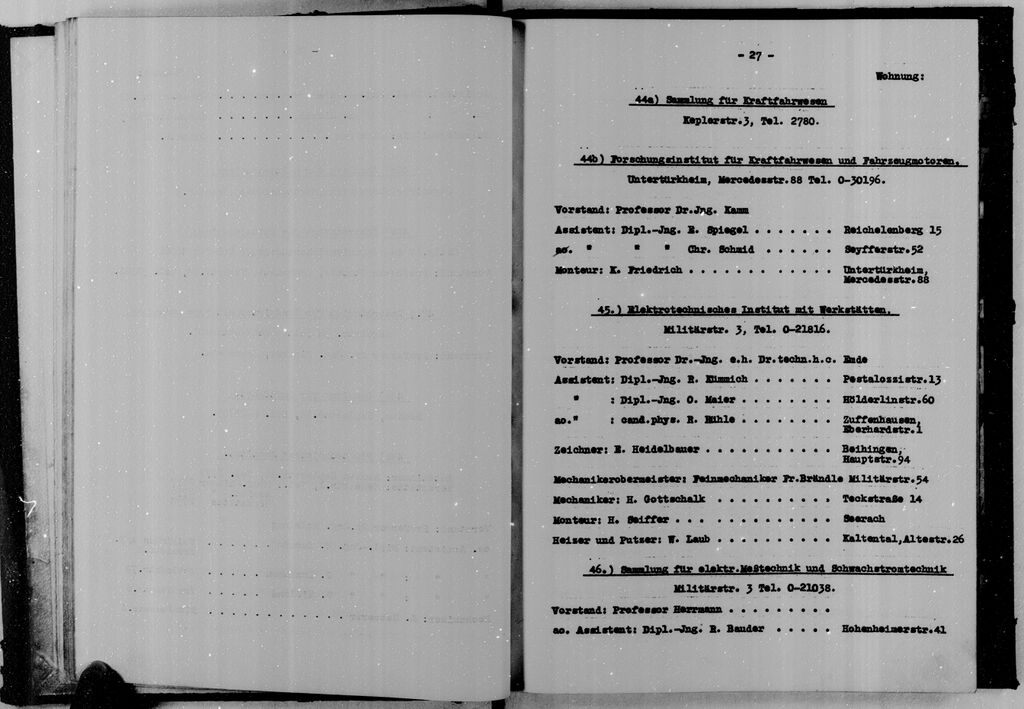 - 27 -
Wohnung:
44a) Sammlung für Kraftfahrwesen
Keplerstr.3, Tel. 2780.
44b) Forschungsinstitut für Kraftfahrwesen und Fahrzeugmotoren.
Untertürkheim, Mercedesstr.88 Tel. 0-30196.
Vorstand: Professor Dr.Jng. Kamm
Assistent: Dipl.-Jng. E. Spiegel . . . . . . . Reichelenberg 15
ao. " " " Chr. Schmid . . . . . . Seyfferstr.52
Monteur: K. Friedrich . . . . . . . . . . . Untertürkheim,
Mercedesstr.88
45.) Elektrotechnisches Institut mit Werkstätten.
Militärstr. 3, Tel. 0-21816.
Vorstand: Professor Dr.-Jng. e.h. Dr.techn.h.c. Emde
Assistent: Dipl.-Jng. R. Kümmich . . . . . . . Pestalozzistr.13
" : Dipl.-Jng. O. Maier . . . . . . . . Hölderlinstr.60
ao." : cand.phys. R. Rühle . . . . . . . . Zuffenhausen,
Eberhardstr.1
Zeichner: E. Heidelbauer . . . . . . . . . . . Beihingen,
Hauptstr.94
Mechanikerobermeister: Feinmechaniker Fr.Brändle Militärstr.54
Mechaniker: H. Gottschalk . . . . . . . . . . Teckstraße 14
Monteur: H. Seiffer . . . . . . . . . . . . Seerach
Heizer und Putzer: W. Laub . . . . . . . . . . Kaltental,Altestr.26
46.) Sammlung für elektr.Meßtechnik und Schwachstromtechnik
Militärstr. 3 Tel. 0-21038.
Vorstand: Professor Herrmann . . . . . . . . .
ao. Assistent: Dipl.-Jng. R. Bauder . . . . . Hohenheimerstr.41